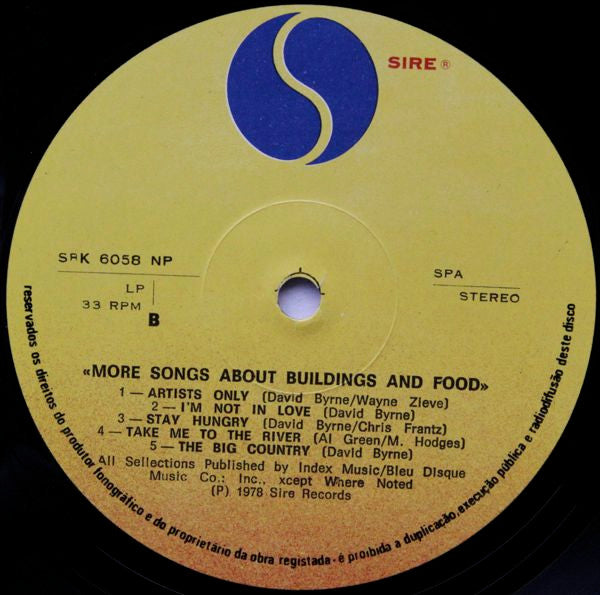 SIRE ®
SRK 6058 NP
LP
33 RPM
B
SPA
STEREO
«MORE SONGS ABOUT BUILDINGS AND FOOD»
1 — ARTISTS ONLY (David Byrne/Wayne Zieve)
2 — I'M NOT IN LOVE (David Byrne)
3 — STAY HUNGRY (David Byrne/Chris Frantz)
4 — TAKE ME TO THE RIVER (Al Green/M. Hodges)
5 — THE BIG COUNTRY (David Byrne)
All Sellections Published by Index Music/Bleu Disque
Music Co.: Inc., xcept Where Noted
(P) 1978 Sire Records
reservados os direitos do produtor fonográfico e do proprietário da obra registada - é proibida a duplicação, execução pública e radiodifusão deste disco